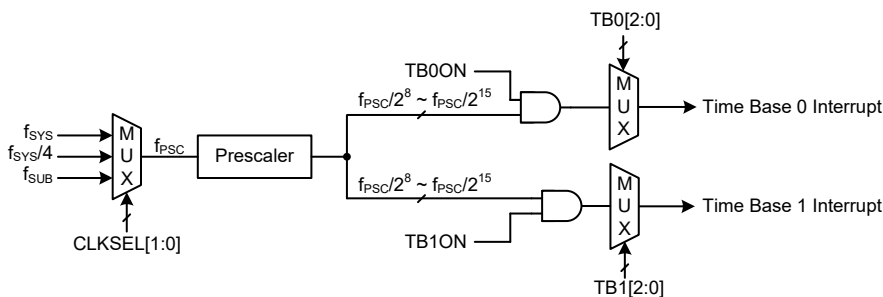 TB0[2:0]
TB0ON
M
U
X
fPSC/2^8 ~ fPSC/2^15
Time Base 0 Interrupt
fSYS
fSYS/4
fSUB
M
U
X
fPSC
Prescaler
CLKSEL[1:0]
fPSC/2^8 ~ fPSC/2^15
M
U
X
Time Base 1 Interrupt
TB1ON
TB1[2:0]